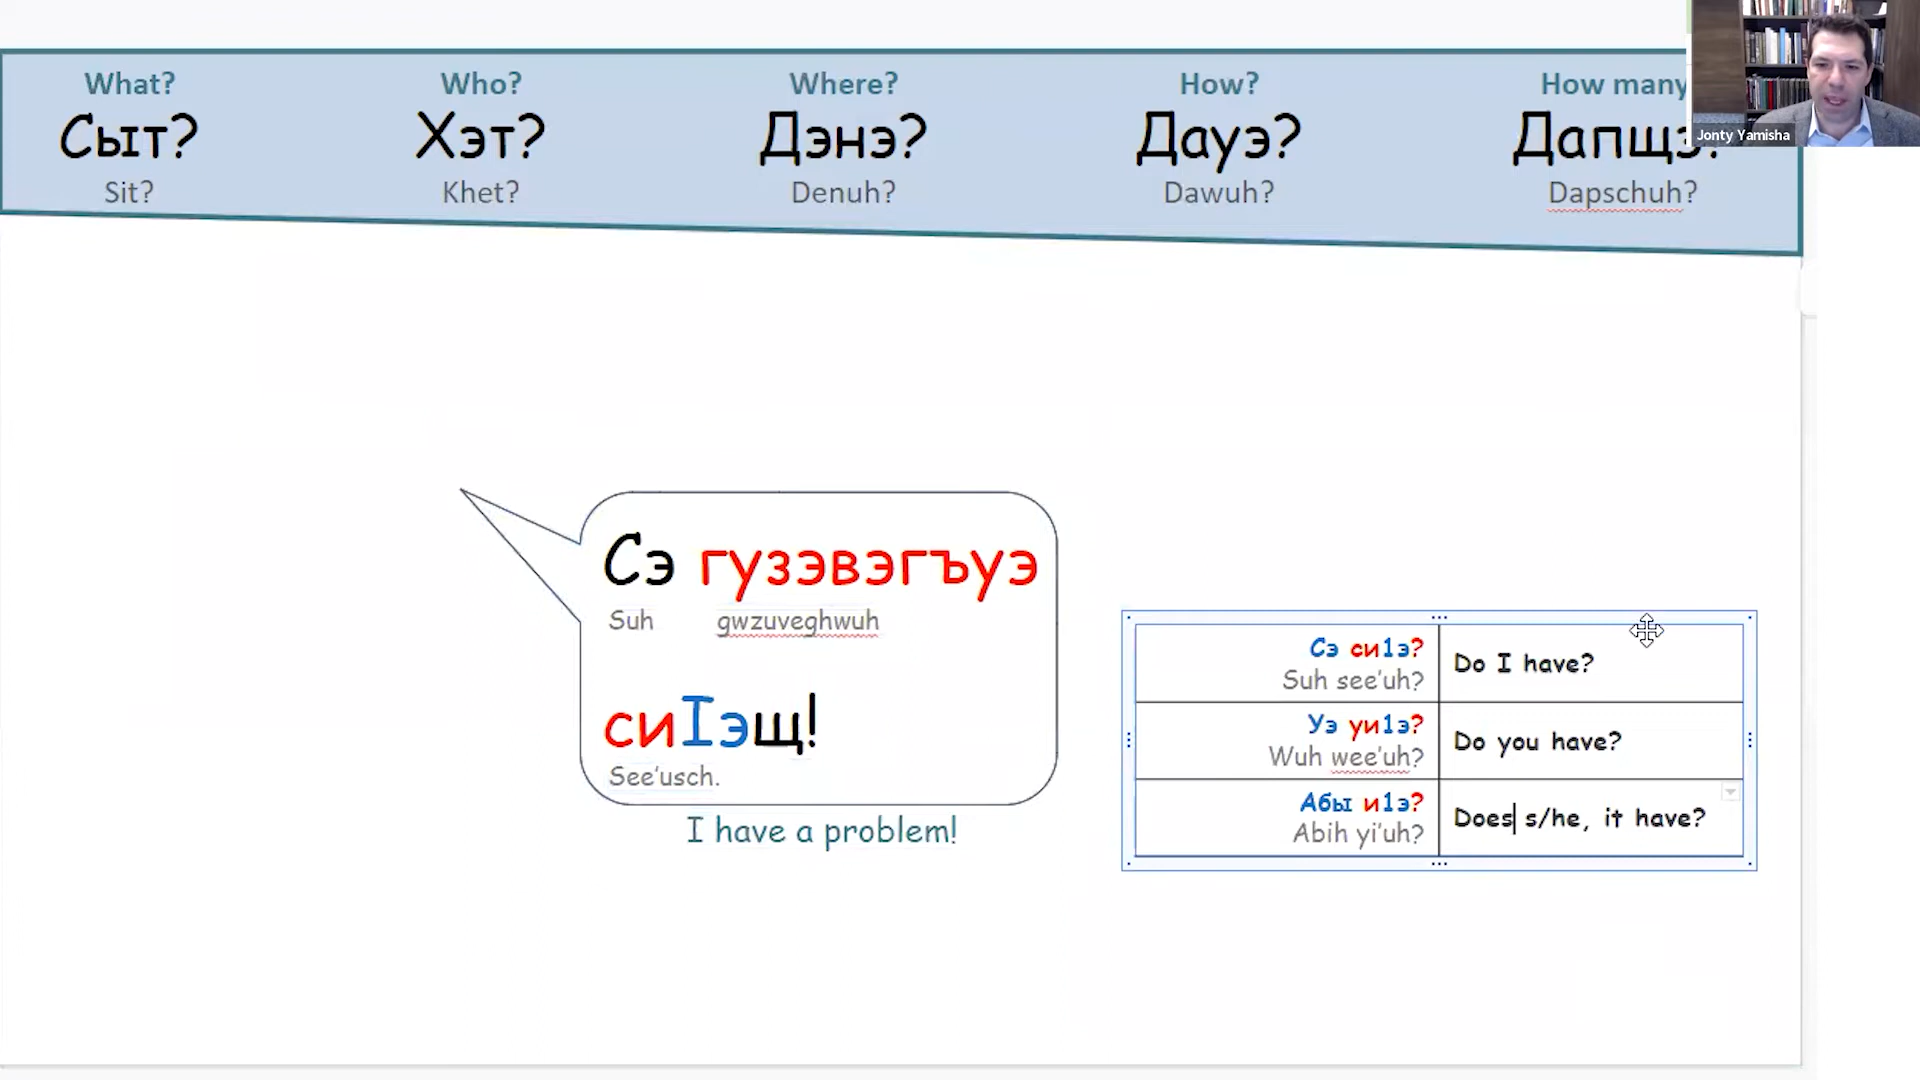 What? Who? Where? How? How many
Сыт? Хэт? Дэнэ? Дауэ? Дапщэ?
Sit? Khet? Denuh? Dawuh? Dapschuh?
Jonty Yamisha
Сэ гузэвэгъуэ
Suh gwzuveghwuh
сиIэщ!
See'usch.
I have a problem!
Сэ си1э? Do I have?
Suh see'uh?
Уэ уи1э? Do you have?
Wuh wee'uh?
Абы и1э? Does s/he, it have?
Abih yi'uh?